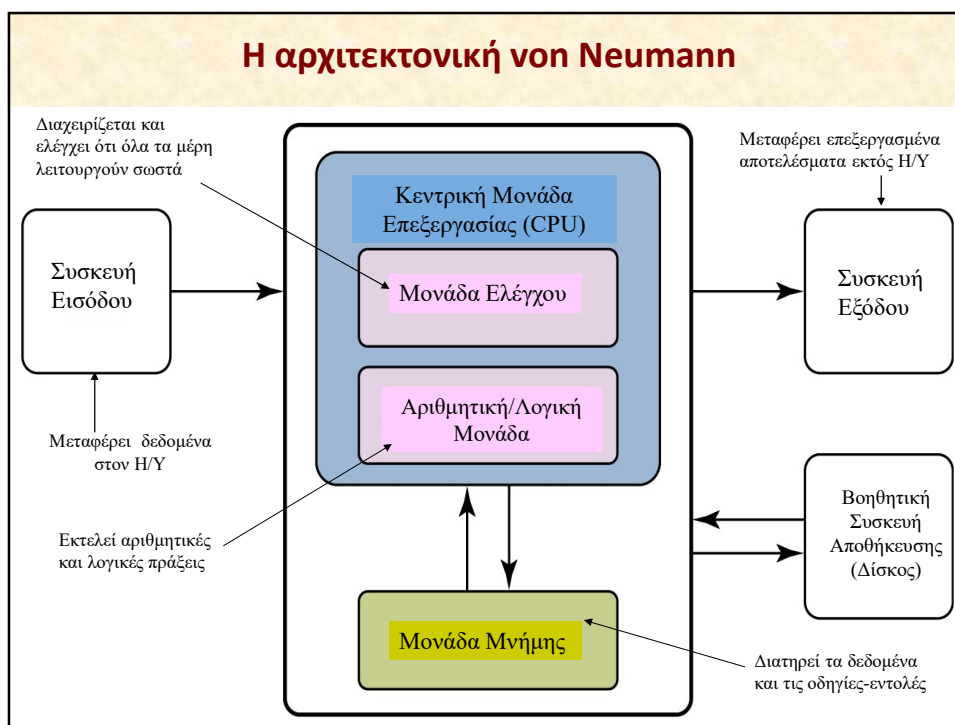 Η αρχιτεκτονική von Neumann
Διαχειρίζεται και
ελέγχει ότι όλα τα μέρη
λειτουργούν σωστά
Μεταφέρει επεξεργασμένα
αποτελέσματα εκτός Η/Υ
Κεντρική Μονάδα
Επεξεργασίας (CPU)
Συσκευή
Εισόδου
Μονάδα Ελέγχου
Συσκευή
Εξόδου
Αριθμητική/Λογική
Μονάδα
Μεταφέρει δεδομένα
στον Η/Υ
Εκτελεί αριθμητικές
και λογικές πράξεις
Βοηθητική
Συσκευή
Αποθήκευσης
(Δίσκος)
Μονάδα Μνήμης
Διατηρεί τα δεδομένα
και τις οδηγίες-εντολές